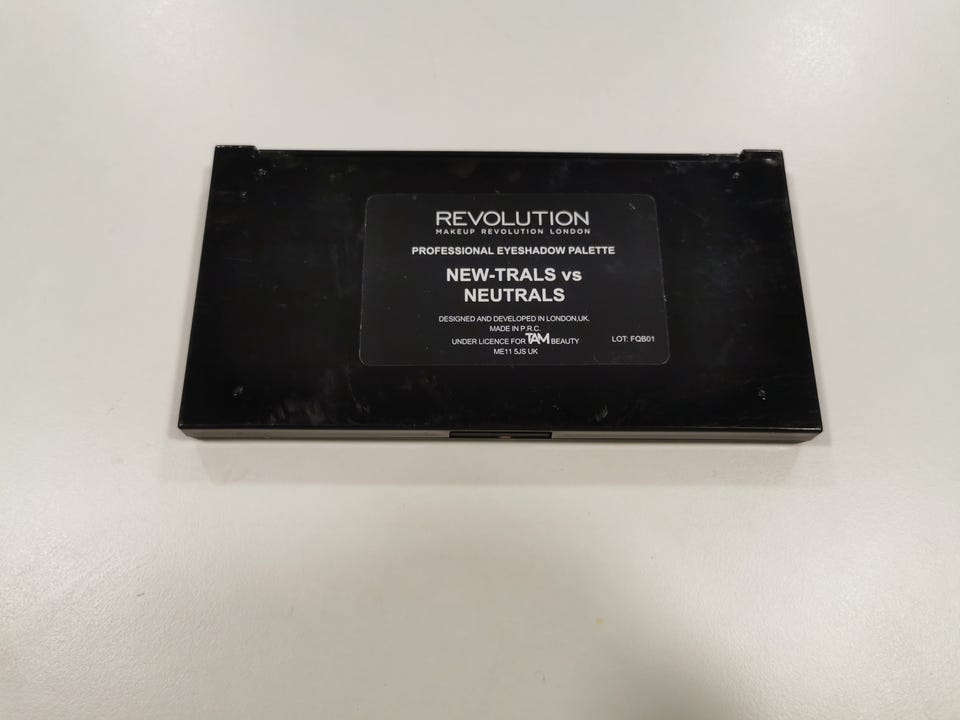 REVOLUTION
MAKEUP REVOLUTION LONDON
PROFESSIONAL EYESHADOW PALETTE
NEW-TRALS vs
NEUTRALS
DESIGNED AND DEVELOPED IN LONDON,UK.
MADE IN P.R.C.
UNDER LICENCE FOR TAM BEAUTY
ME11 5JS UK
LOT: FQB01